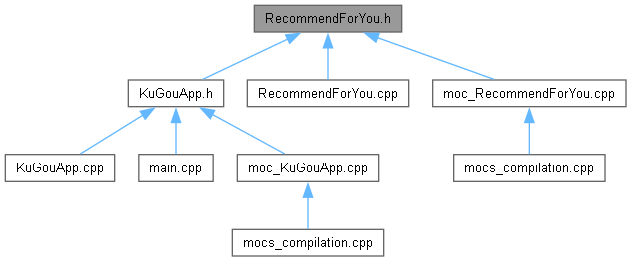 RecommendForYou.h
KuGouApp.h
RecommendForYou.cpp
moc_RecommendForYou.cpp
KuGouApp.cpp
main.cpp
moc_KuGouApp.cpp
mocs_compilation.cpp
mocs_compilation.cpp